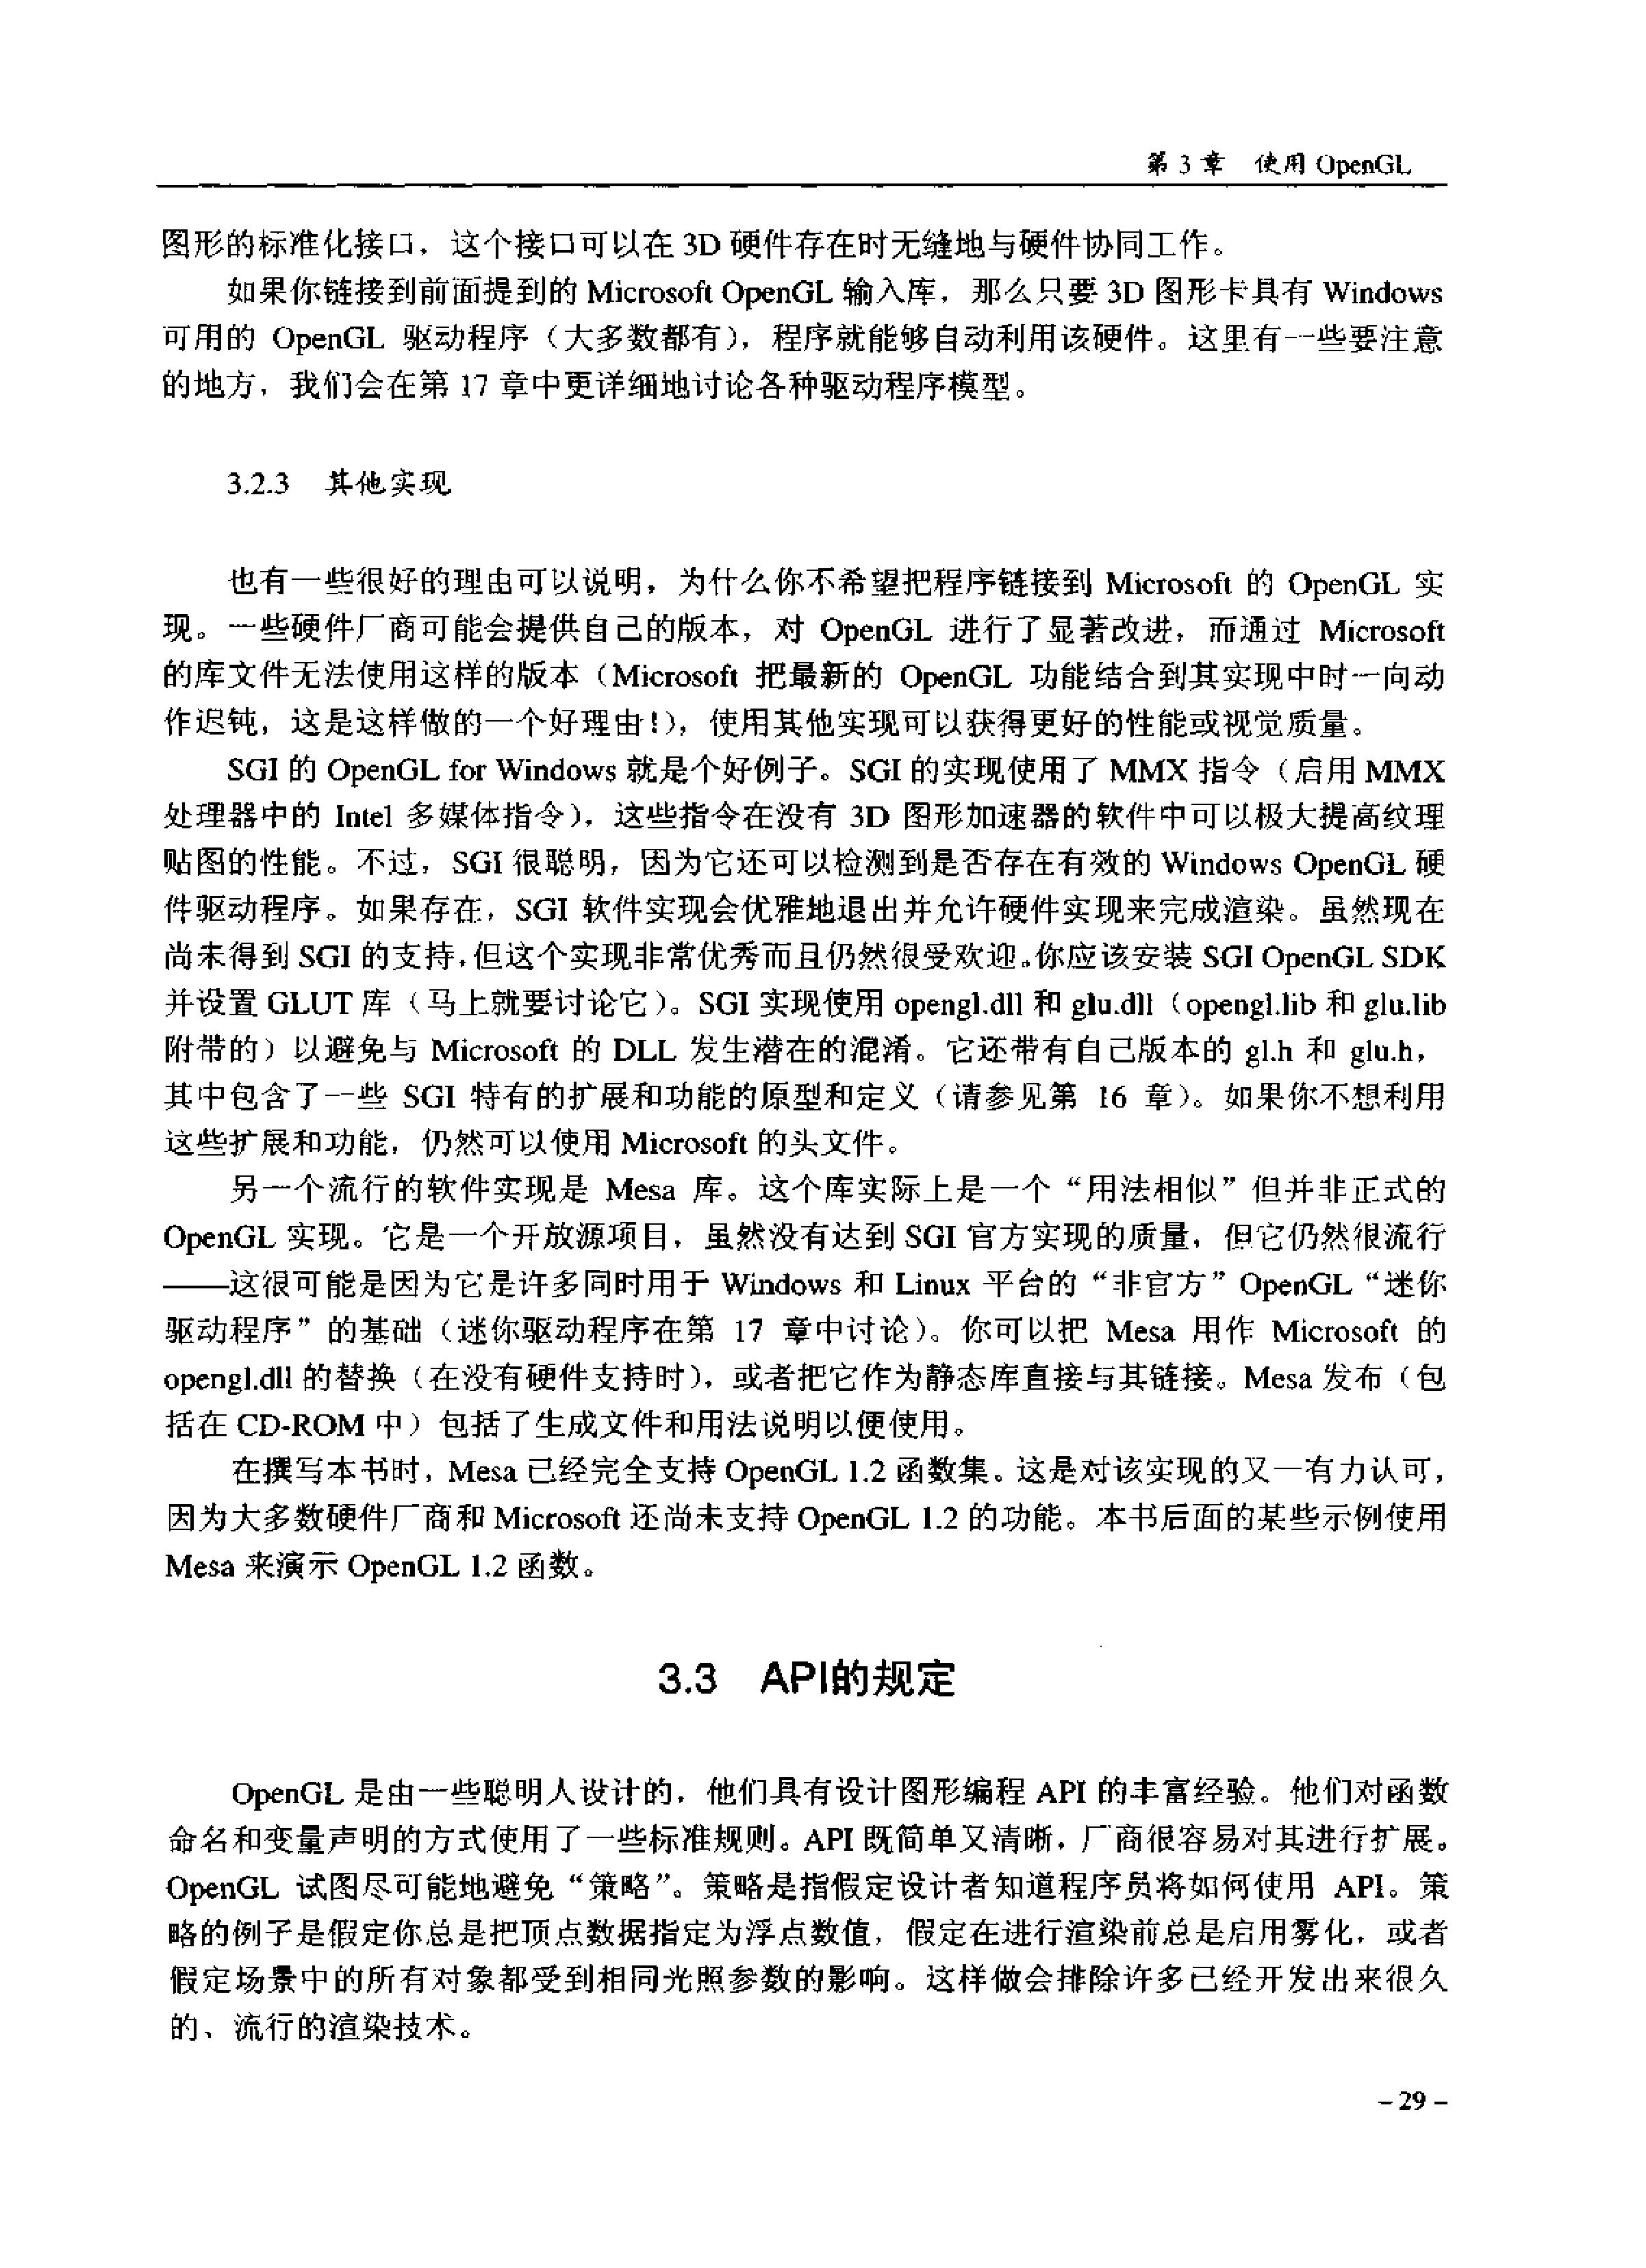 第 3 章 使用 OpenGL
图形的标准化接口，这个接口可以在 3D 硬件存在时无缝地与硬件协同工作。
如果你链接到前面提到的 Microsoft OpenGL 输入库，那么只要 3D 图形卡具有 Windows
可用的 OpenGL 驱动程序（大多数都有），程序就能够自动利用该硬件。这里有一些要注意
的地方，我们会在第 17 章中更详细地讨论各种驱动程序模型。
3.2.3 其他实现
也有一些很好的理由可以说明，为什么你不希望把程序链接到 Microsoft 的 OpenGL 实
现。一些硬件厂商可能会提供自己的版本，对 OpenGL 进行了显著改进，而通过 Microsoft
的库文件无法使用这样的版本（Microsoft 把最新的 OpenGL 功能结合到其实现中时一向动
作迟钝，这是这样做的一个好理由！），使用其他实现可以获得更好的性能或视觉质量。
SGI 的 OpenGL for Windows 就是个好例子。SGI 的实现使用了 MMX 指令（启用 MMX
处理器中的 Intel 多媒体指令），这些指令在没有 3D 图形加速器的软件中可以极大提高纹理
贴图的性能。不过，SGI 很聪明，因为它还可以检测到是否存在有效的 Windows OpenGL 硬
件驱动程序。如果存在，SGI 软件实现会优雅地退出并允许硬件实现来完成渲染。虽然现在
尚未得到 SGI 的支持，但这个实现非常优秀而且仍然很受欢迎。你应该安装 SGI OpenGL SDK
并设置 GLUT 库（马上就要讨论它）。SGI 实现使用 opengl.dll 和 glu.dll（opengl.lib 和 glu.lib
附带的）以避免与 Microsoft 的 DLL 发生潜在的混淆。它还带有自己版本的 gl.h 和 glu.h，
其中包含了一些 SGI 特有的扩展和功能的原型和定义（请参见第 16 章）。如果你不想利用
这些扩展和功能，仍然可以使用 Microsoft 的头文件。
另一个流行的软件实现是 Mesa 库。这个库实际上是一个“用法相似”但并非正式的
OpenGL 实现。它是一个开放源项目，虽然没有达到 SGI 官方实现的质量，但它仍然很流行
——这很可能是因为它是许多同时用于 Windows 和 Linux 平台的“非官方”OpenGL“迷你
驱动程序”的基础（迷你驱动程序在第 17 章中讨论）。你可以把 Mesa 用作 Microsoft 的
opengl.dll 的替换（在没有硬件支持时），或者把它作为静态库直接与其链接。Mesa 发布（包
括在 CD-ROM 中）包括了生成文件和用法说明以便使用。
在撰写本书时，Mesa 已经完全支持 OpenGL 1.2 函数集。这是对该实现的又一有力认可，
因为大多数硬件厂商和 Microsoft 还尚未支持 OpenGL 1.2 的功能。本书后面的某些示例使用
Mesa 来演示 OpenGL 1.2 函数。
3.3 API的规定
OpenGL 是由一些聪明人设计的，他们具有设计图形编程 API 的丰富经验。他们对函数
命名和变量声明的方式使用了一些标准规则。API 既简单又清晰，厂商很容易对其进行扩展。
OpenGL 试图尽可能地避免“策略”。策略是指假定设计者知道程序员将如何使用 API。策
略的例子是假定你总是把顶点数据指定为浮点数值，假定在进行渲染前总是启用雾化，或者
假定场景中的所有对象都受到相同光照参数的影响。这样做会排除许多已经开发出来很久
的、流行的渲染技术。
– 29 –